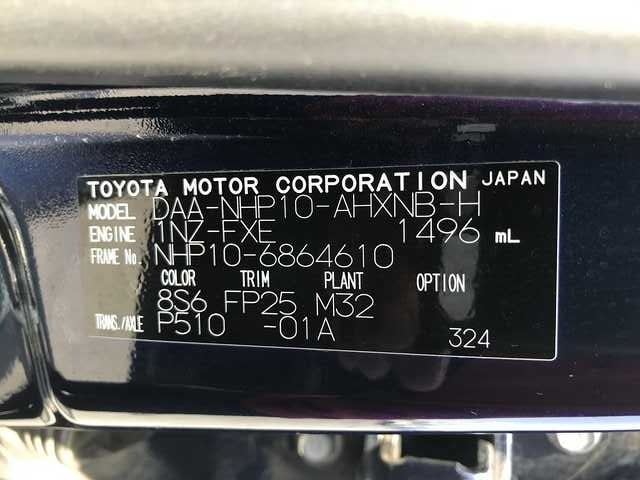 TOYOTA MOTOR CORPORATION JAPAN
MODEL DAA-NHP10-AHXNB-H
ENGINE 1NZ-FXE 1496 mL
FRAME No. NHP10-6864610
COLOR TRIM PLANT OPTION
8S6 FP25 M32
TRANS./AXLE P510 -01A 324